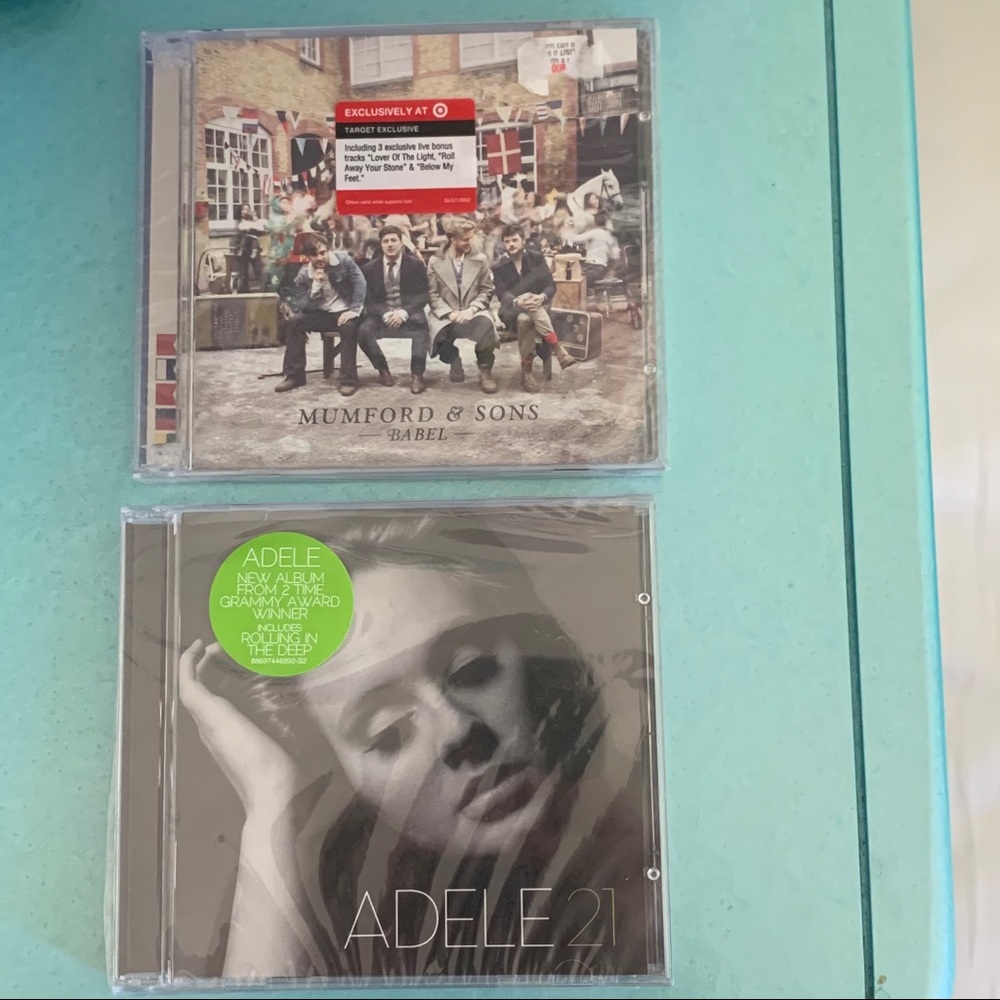 EXCLUSIVELY AT
TARGET EXCLUSIVE
Including 3 exclusive live bonus
tracks "Lover Of The Light, "Roll
Away Your Stone" & "Below My
Feet."
MUMFORD & SONS
BABEL
ADELE
NEW ALBUM
FROM 2 TIME
GRAMMY AWARD
WINNER
INCLUDES
ROLLING IN
THE DEEP
88697446992-S2
ADELE 21